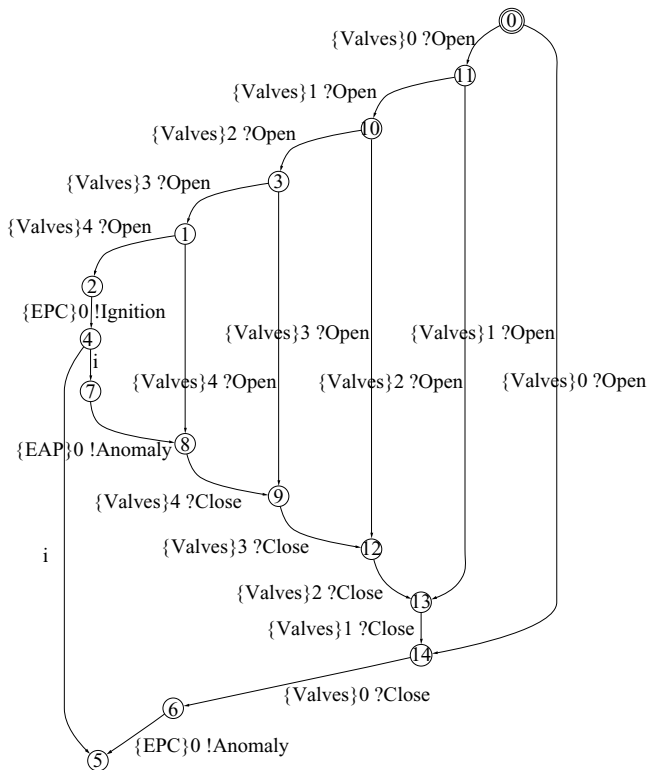 0
{Valves}0 ?Open
11
{Valves}1 ?Open
10
{Valves}2 ?Open
3
{Valves}3 ?Open
{Valves}4 ?Open
1
2
{EPC}0 !Ignition
{Valves}3 ?Open
{Valves}1 ?Open
4
i
{Valves}4 ?Open
{Valves}2 ?Open
{Valves}0 ?Open
7
{EAP}0 !Anomaly
8
9
{Valves}4 ?Close
{Valves}3 ?Close
12
i
{Valves}2 ?Close
13
{Valves}1 ?Close
14
{Valves}0 ?Close
6
{EPC}0 !Anomaly
5